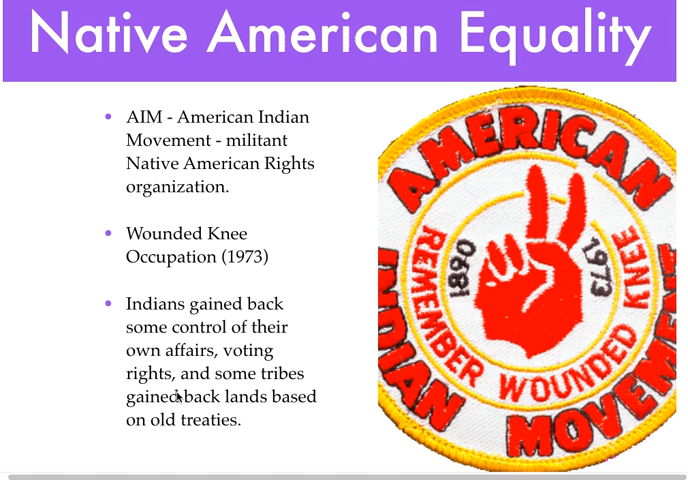 Native American Equality
AIM - American Indian
Movement - militant
Native American Rights
organization.
Wounded Knee
Occupation (1973)
Indians gained back
some control of their
own affairs, voting
rights, and some tribes
gained back lands based
on old treaties.
AMERICAN
INDIAN
MOVEMENT
REMEMBER WOUNDED KNEE
1890
1973